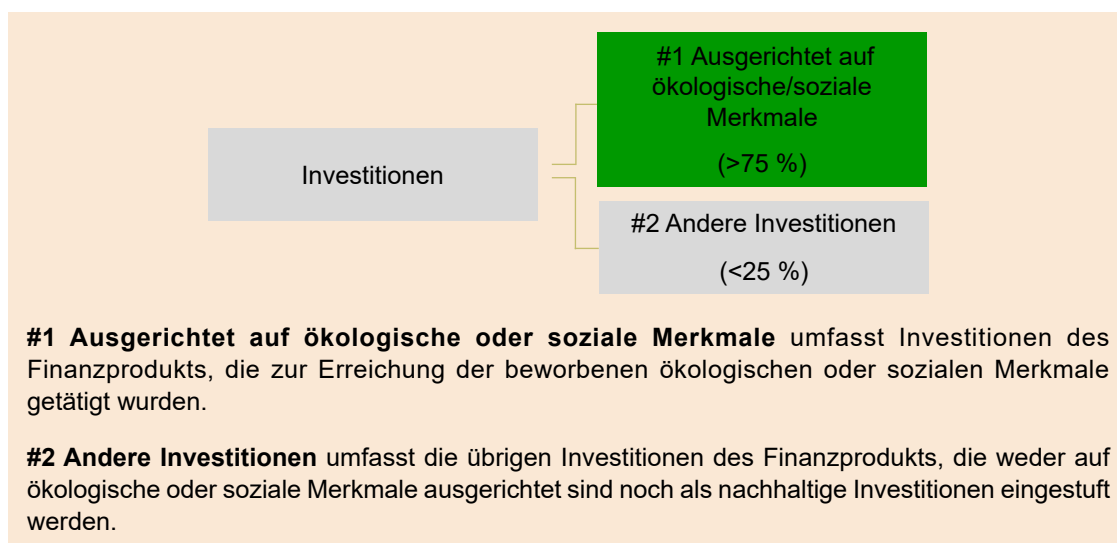 #1 Ausgerichtet auf
ökologische/soziale
Merkmale
(>75 %)
Investitionen
#2 Andere Investitionen
(<25 %)
#1 Ausgerichtet auf ökologische oder soziale Merkmale umfasst Investitionen des
Finanzprodukts, die zur Erreichung der beworbenen ökologischen oder sozialen Merkmale
getätigt wurden.
#2 Andere Investitionen umfasst die übrigen Investitionen des Finanzprodukts, die weder auf
ökologische oder soziale Merkmale ausgerichtet sind noch als nachhaltige Investitionen eingestuft
werden.